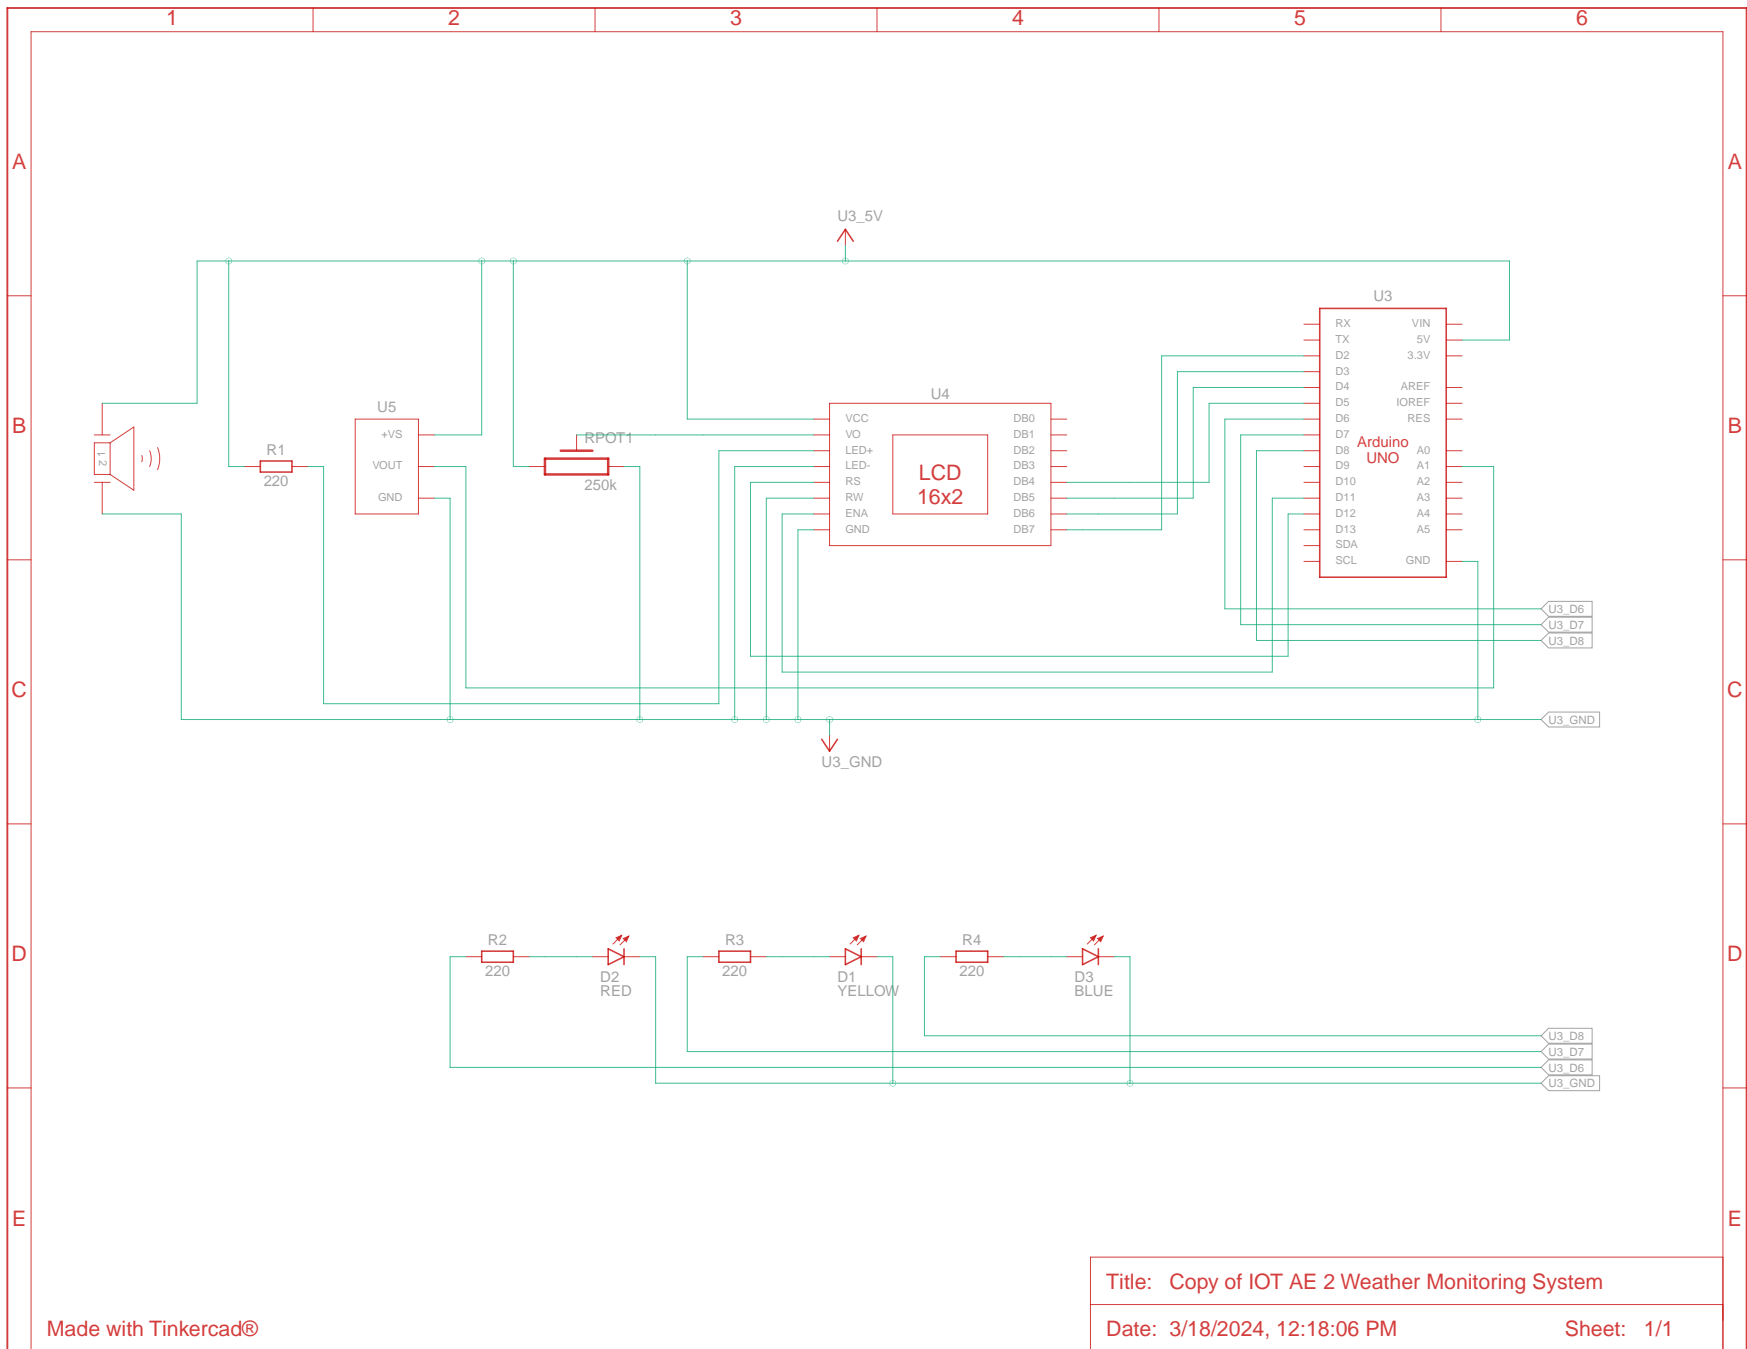 1 2 3 4 5 6
A A
U3_5V
B B
1 2
R1
220
U5
+VS
VOUT
GND
RPOT1
250k
U4
VCC DB0
VO DB1
LED+ DB2
LED- DB3
RS DB4
RW DB5
ENA DB6
GND DB7
LCD
16x2
U3
RX VIN
TX 5V
D2 3.3V
D3
D4 AREF
D5 IOREF
D6 RES
D7
D8 A0
D9 A1
D10 A2
D11 A3
D12 A4
D13 A5
SDA
SCL GND
Arduino
UNO
U3_D6
U3_D7
U3_D8
C C
U3_GND
U3_GND
D D
R2
220
D2
RED
R3
220
D1
YELLOW
R4
220
D3
BLUE
U3_D8
U3_D7
U3_D6
U3_GND
E E
Title: Copy of IOT AE 2 Weather Monitoring System
Made with Tinkercad®
Date: 3/18/2024, 12:18:06 PM Sheet: 1/1